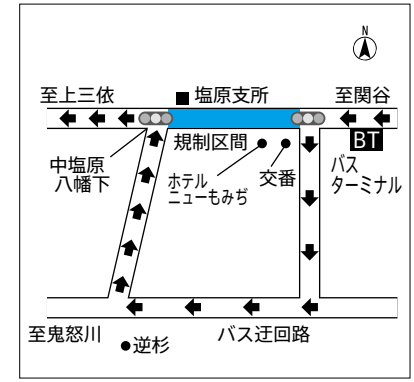 N
至上三依
■塩原支所
至関谷
BT
中塩原
八幡下
規制区間
ホテル
ニューもみぢ
交番
バス
ターミナル
至鬼怒川
●逆杉
バス迂回路